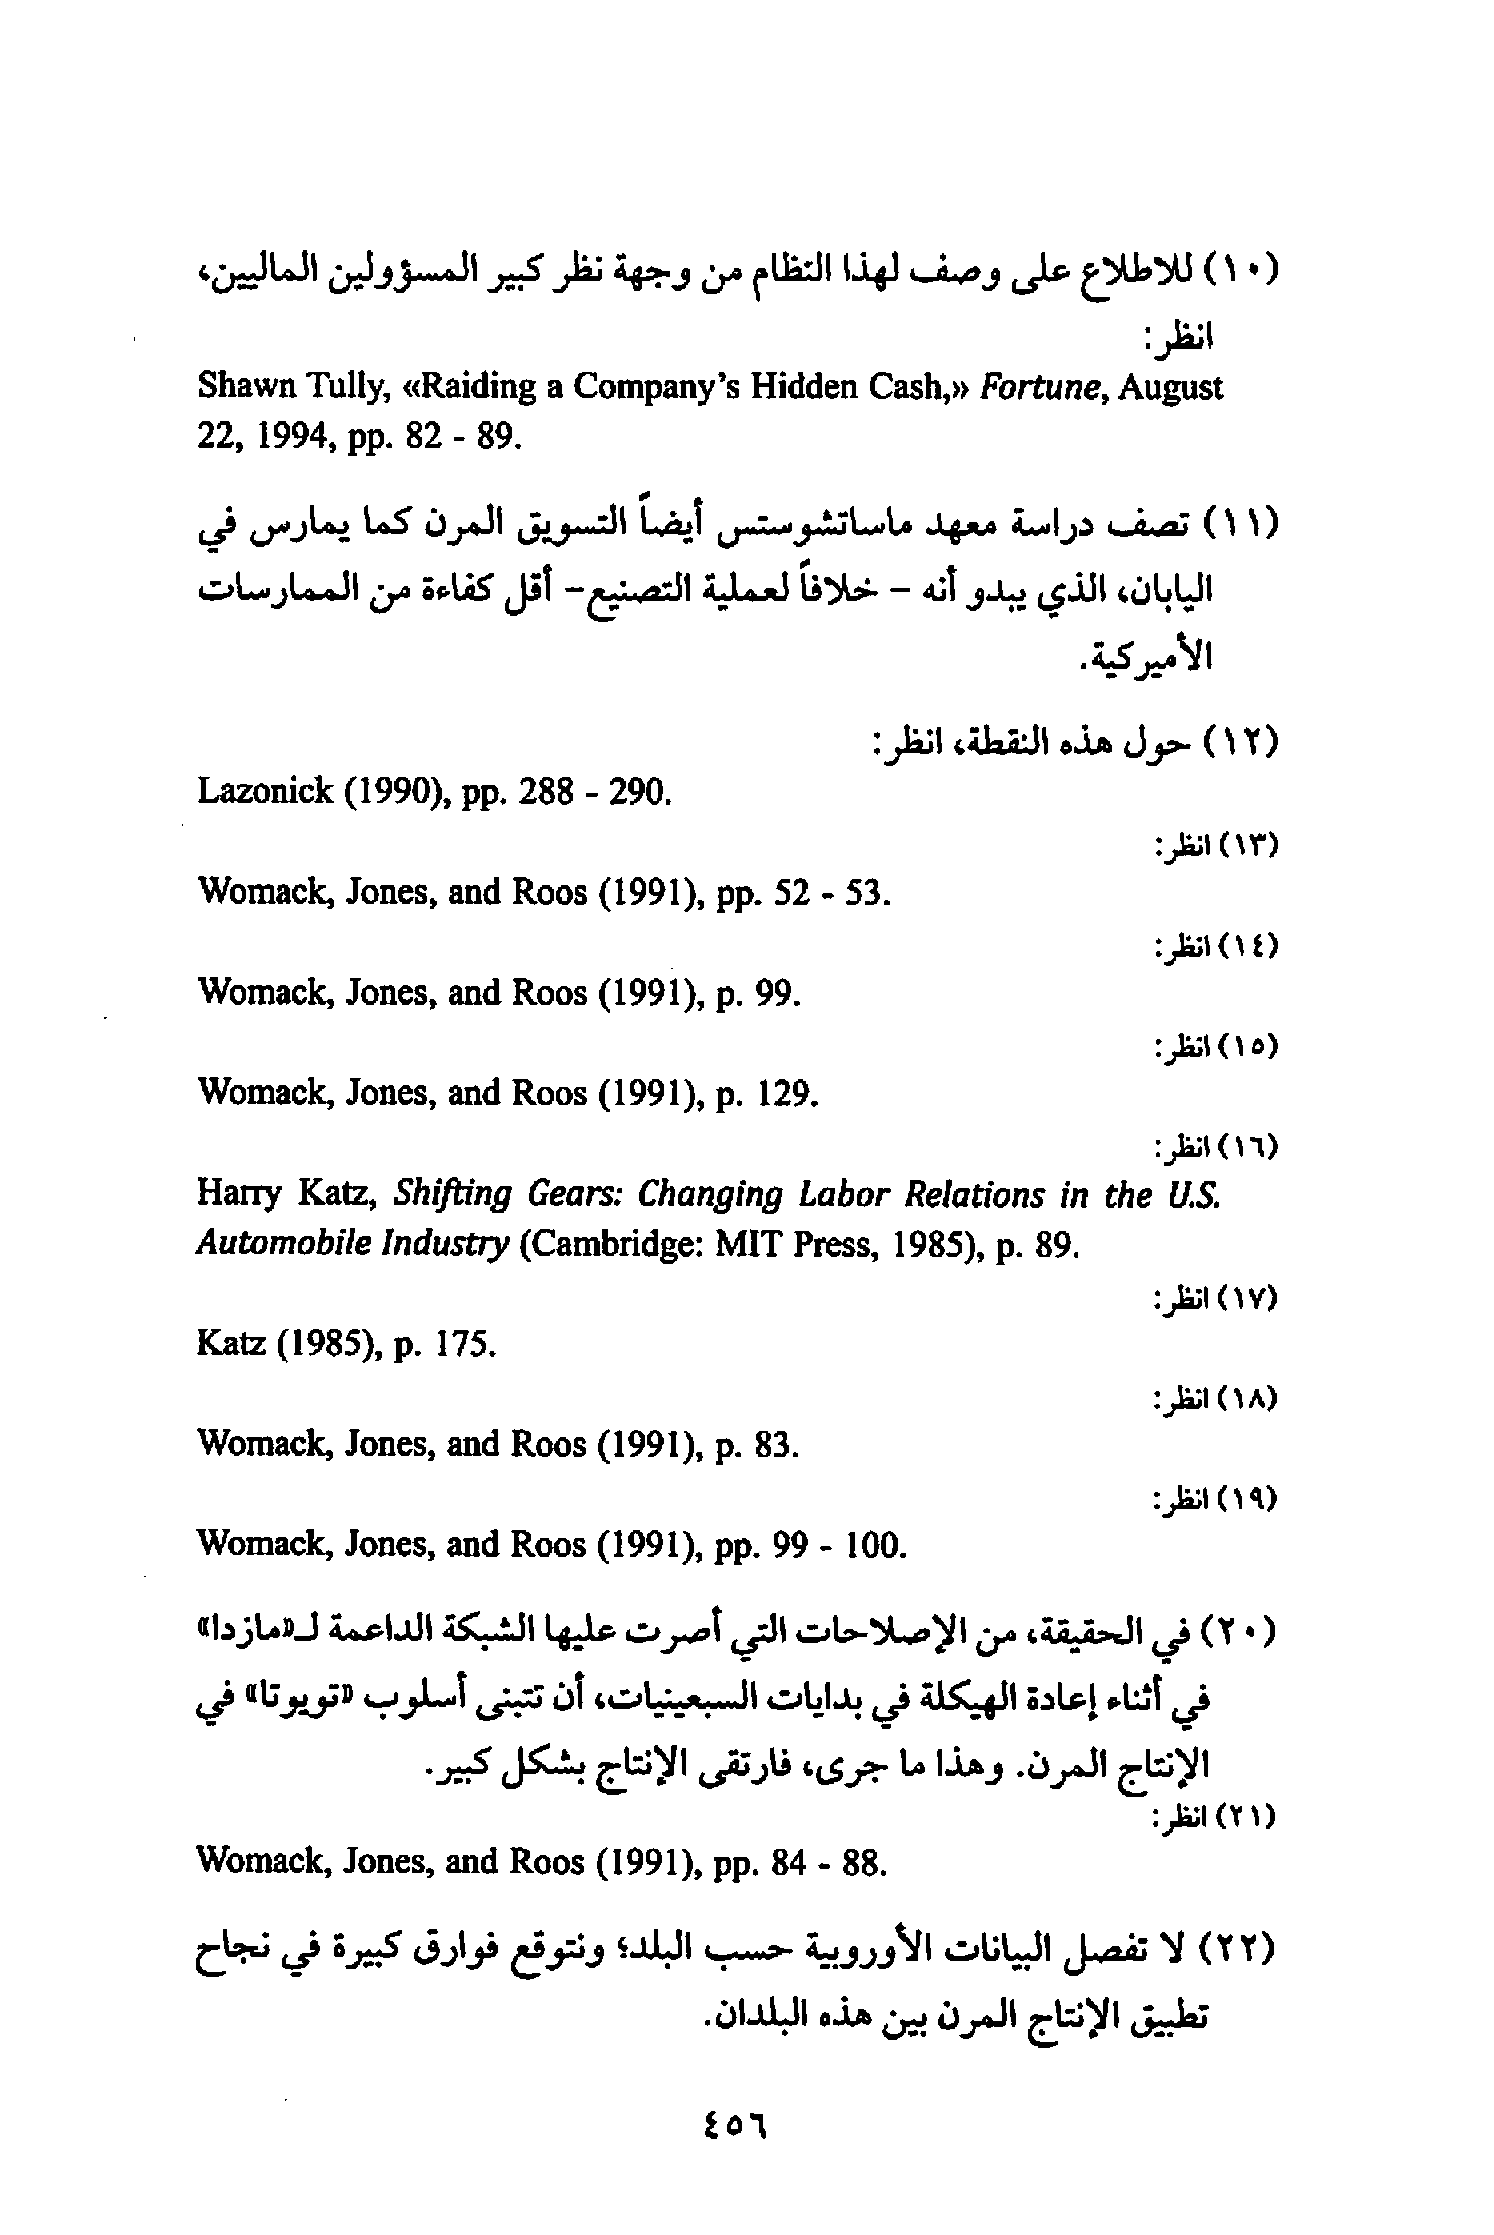 (١٠) للاطلاع على وصف لهذا النظام من وجهة نظر كبير المسؤولين الماليين،
انظر:
Shawn Tully, «Raiding a Company's Hidden Cash,» Fortune, August
22, 1994, pp. 82 - 89.
(١١) تصف دراسة معهد ماساتشوستس أيضاً التسويق المرن كما يمارس في
اليابان، الذي يبدو أنه - خلافاً لعملية التصنيع- أقل كفاءة من الممارسات
الأميركية.
(١٢) حول هذه النقطة، انظر:
Lazonick (1990), pp. 288 - 290.
(١٣) انظر:
Womack, Jones, and Roos (1991), pp. 52 - 53.
(١٤) انظر:
Womack, Jones, and Roos (1991), p. 99.
(١٥) انظر:
Womack, Jones, and Roos (1991), p. 129.
(١٦) انظر:
Harry Katz, Shifting Gears: Changing Labor Relations in the U.S.
Automobile Industry (Cambridge: MIT Press, 1985), p. 89.
(١٧) انظر:
Katz (1985), p. 175.
(١٨) انظر:
Womack, Jones, and Roos (1991), p. 83.
(١٩) انظر:
Womack, Jones, and Roos (1991), pp. 99 - 100.
(٢٠) في الحقيقة، من الإصلاحات التي أصرت عليها الشبكة الداعمة لـ«مازدا»
في أثناء إعادة الهيكلة في بدايات السبعينيات، أن تتبنى أسلوب «تويوتا» في
الإنتاج المرن. وهذا ما جرى، فارتقى الإنتاج بشكل كبير.
(٢١) انظر:
Womack, Jones, and Roos (1991), pp. 84 - 88.
(٢٢) لا تفصل البيانات الأوروبية حسب البلد؛ ونتوقع فوارق كبيرة في نجاح
تطبيق الإنتاج المرن بين هذه البلدان.
٤٥٦